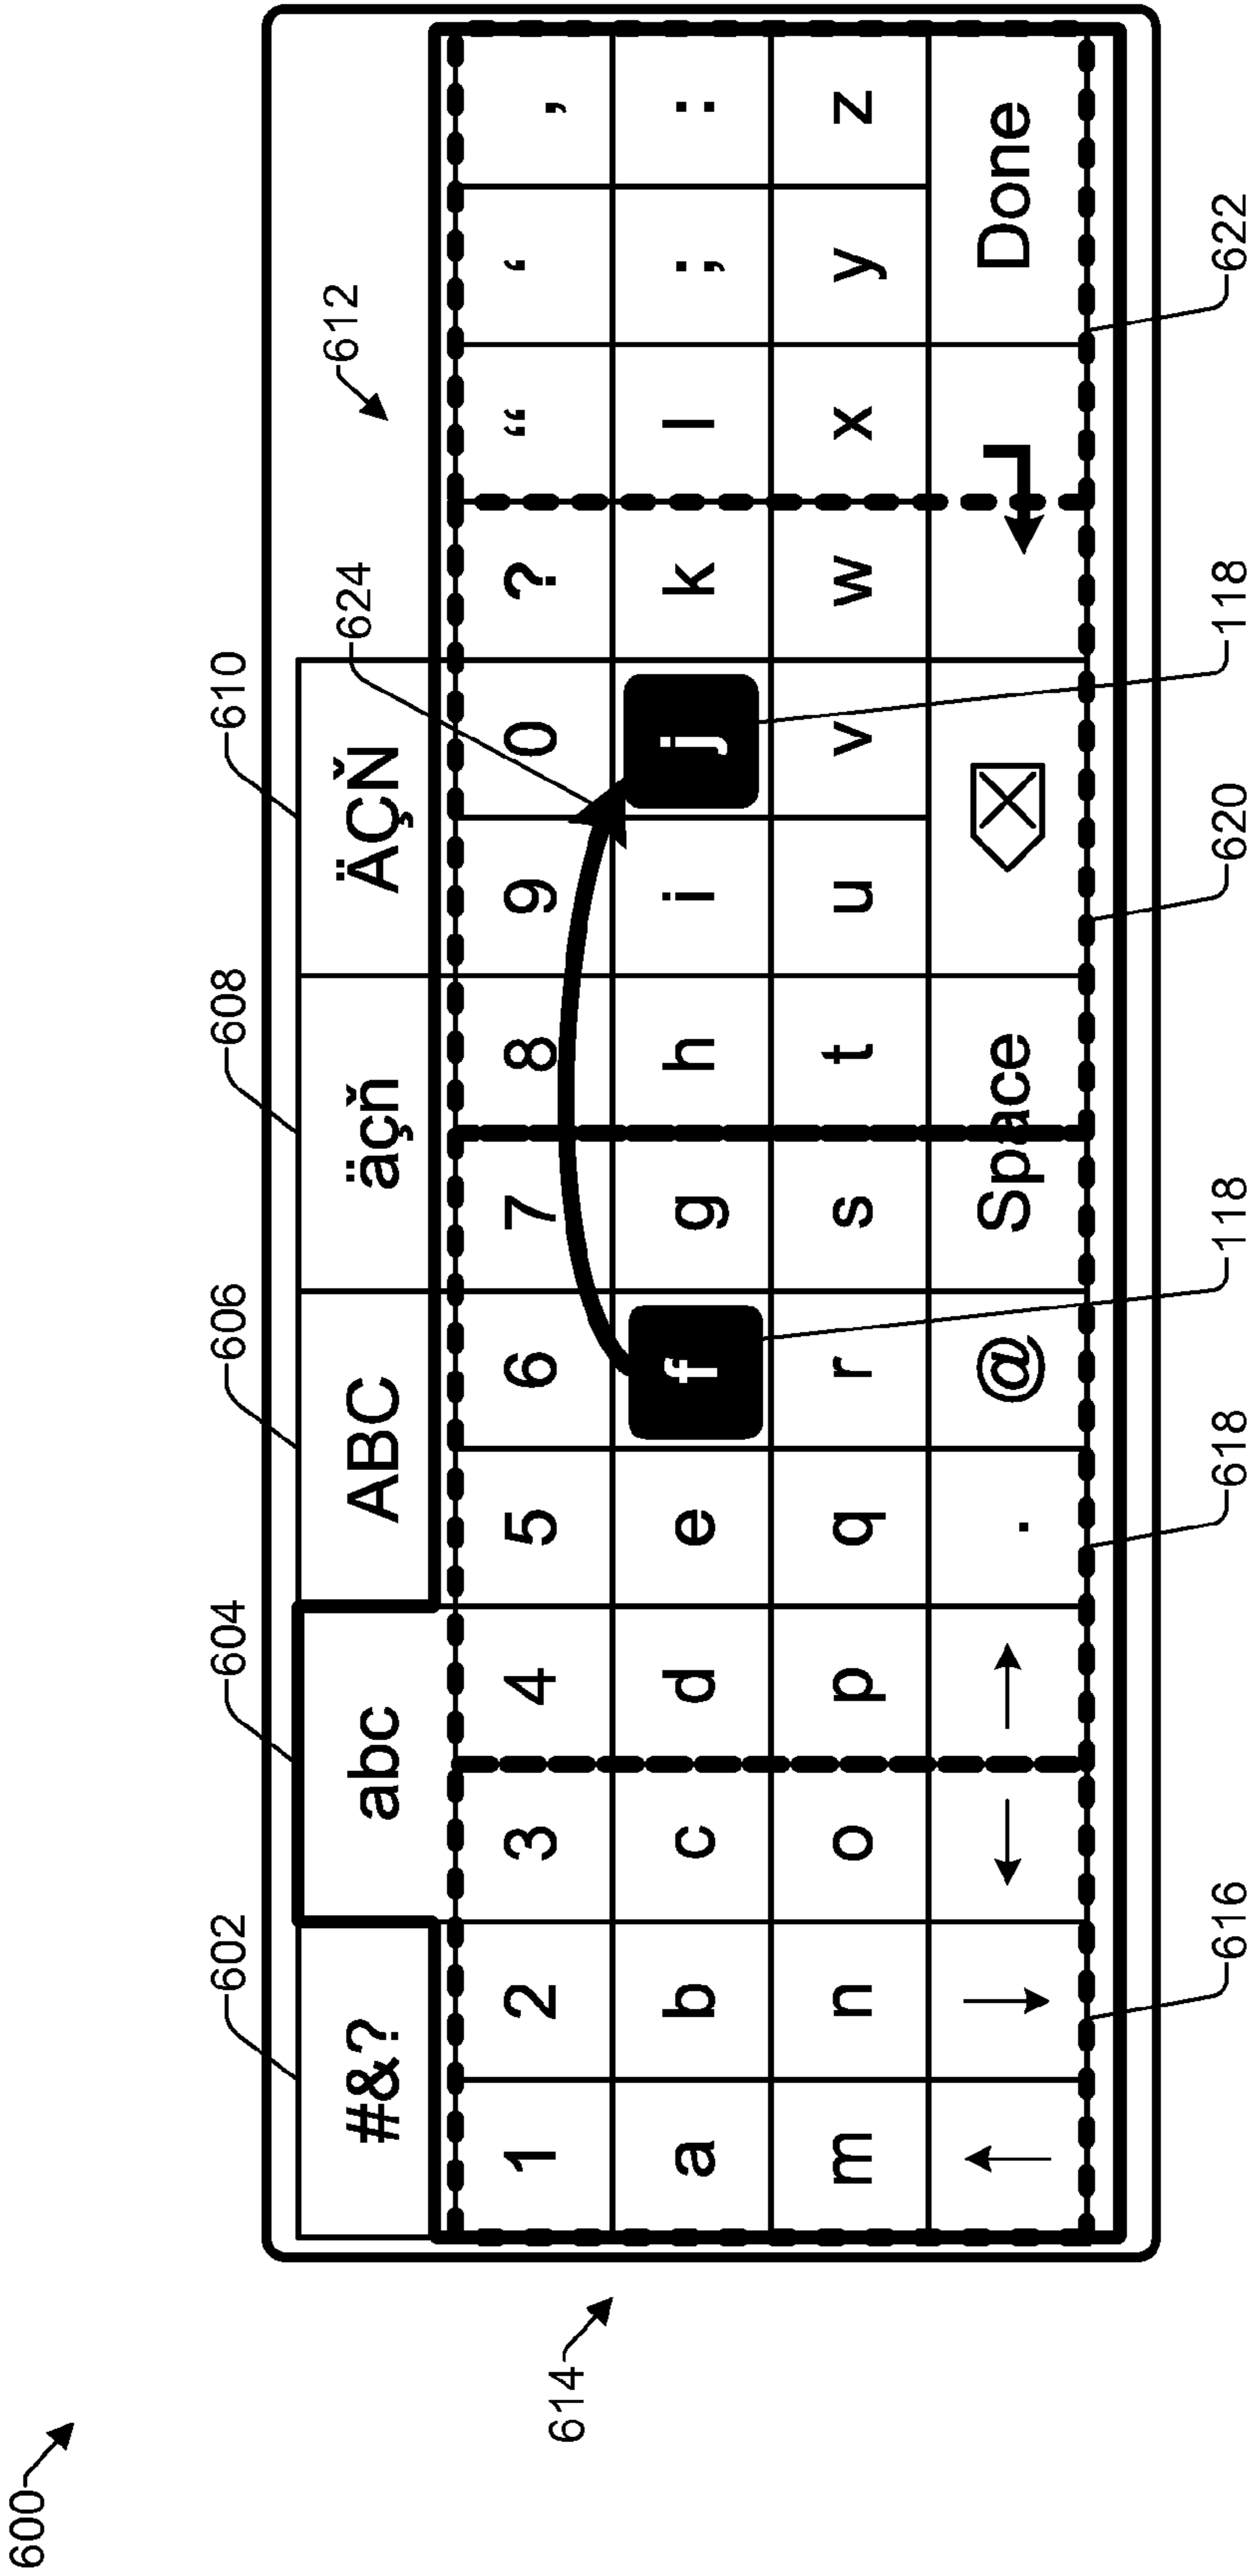 600
602 604 606 608 610
#&? abc ABC äçň ÄÇŇ
624 612
614
1 2 3 4 5 6 7 8 9 0 ? “ ‘ ’
a b c d e f g h i j k l ; :
m n o p q r s t u v w x y z
↑ ↓ ← → . @ Space Done
616 618 118 620 118 622